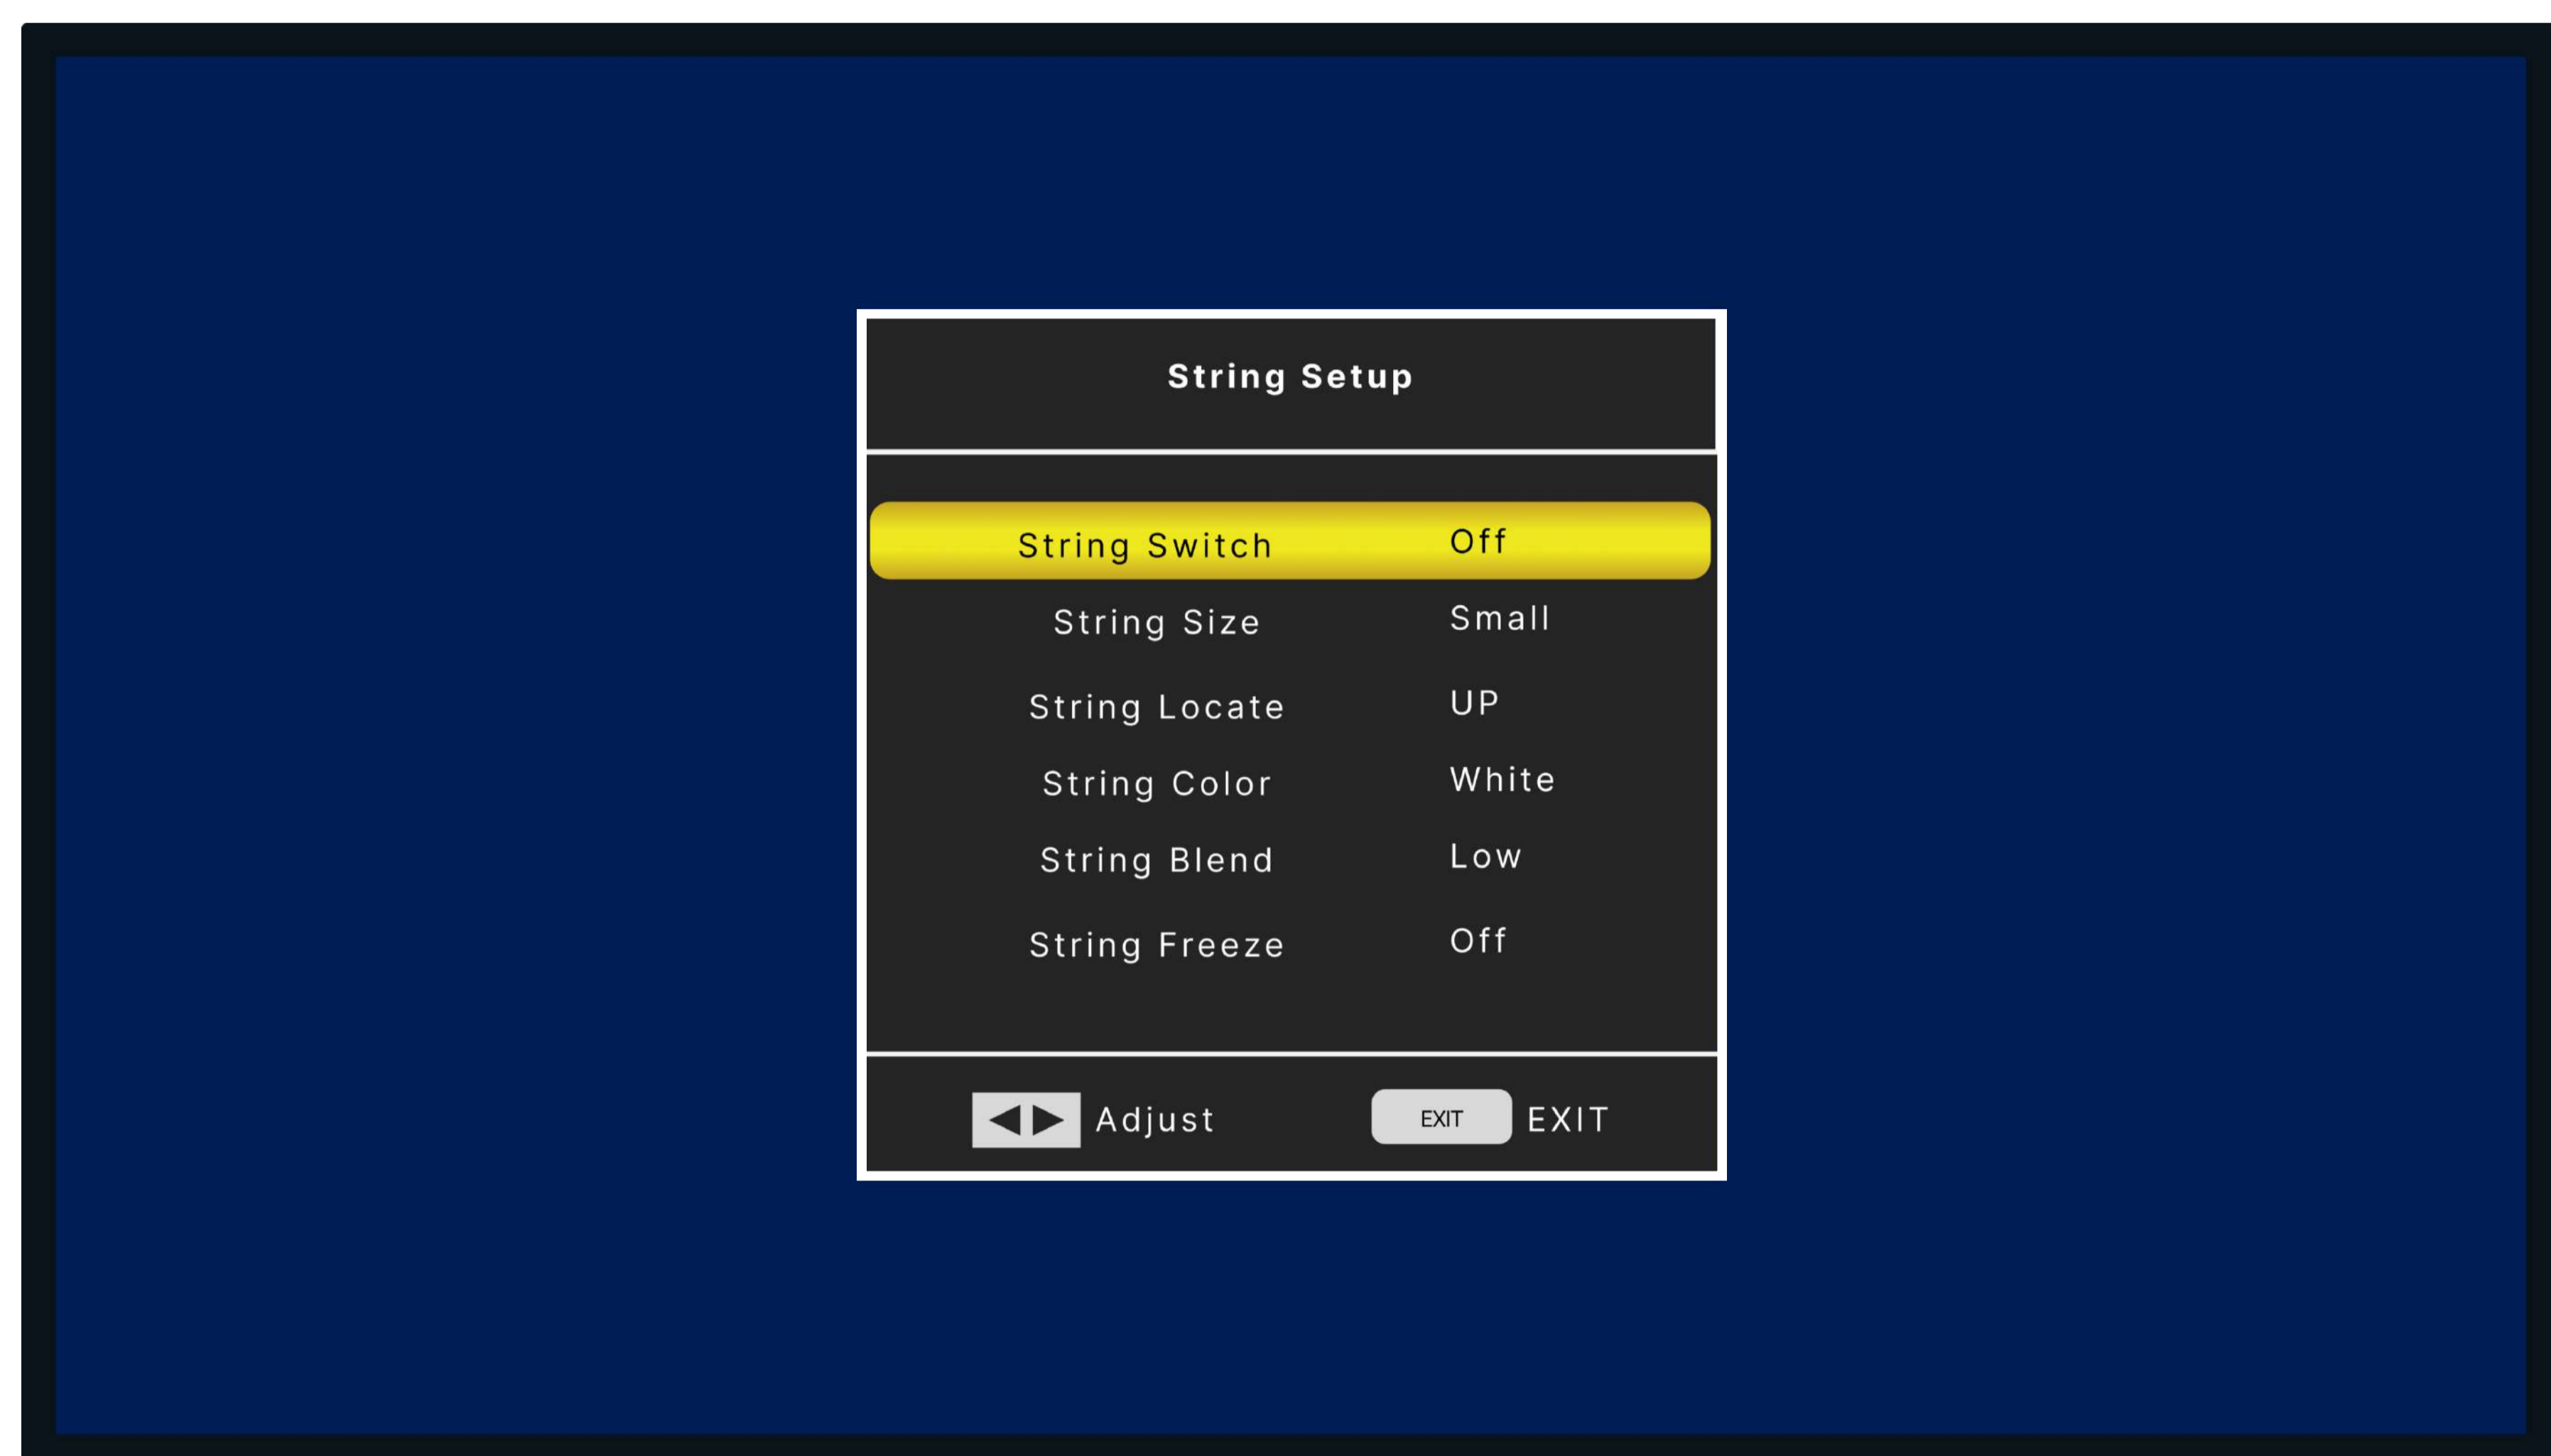 String Setup
String Switch Off
String Size Small
String Locate UP
String Color White
String Blend Low
String Freeze Off
Adjust EXIT EXIT